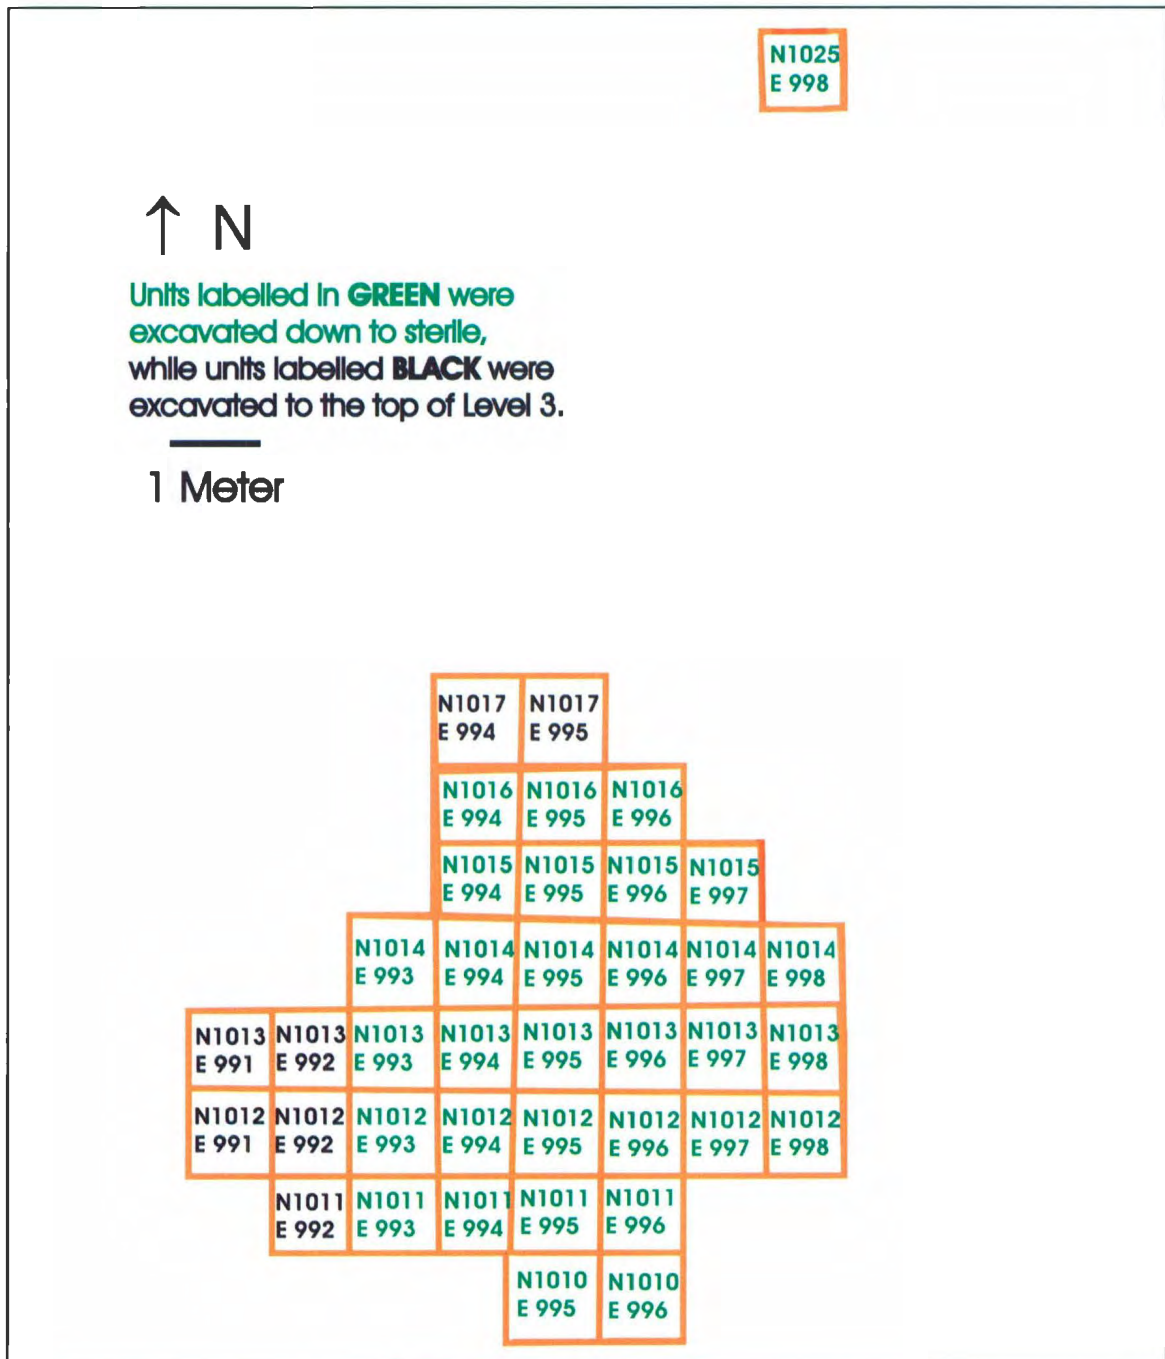 N1025
E 998
↑ N
Units labelled in GREEN were
excavated down to sterile,
while units labelled BLACK were
excavated to the top of Level 3.
1 Meter
N1017 N1017
E 994 E 995
N1016 N1016 N1016
E 994 E 995 E 996
N1015 N1015 N1015 N1015
E 994 E 995 E 996 E 997
N1014 N1014 N1014 N1014 N1014 N1014
E 993 E 994 E 995 E 996 E 997 E 998
N1013 N1013 N1013 N1013 N1013 N1013 N1013 N1013
E 991 E 992 E 993 E 994 E 995 E 996 E 997 E 998
N1012 N1012 N1012 N1012 N1012 N1012 N1012 N1012
E 991 E 992 E 993 E 994 E 995 E 996 E 997 E 998
N1011 N1011 N1011 N1011 N1011
E 992 E 993 E 994 E 995 E 996
N1010 N1010
E 995 E 996